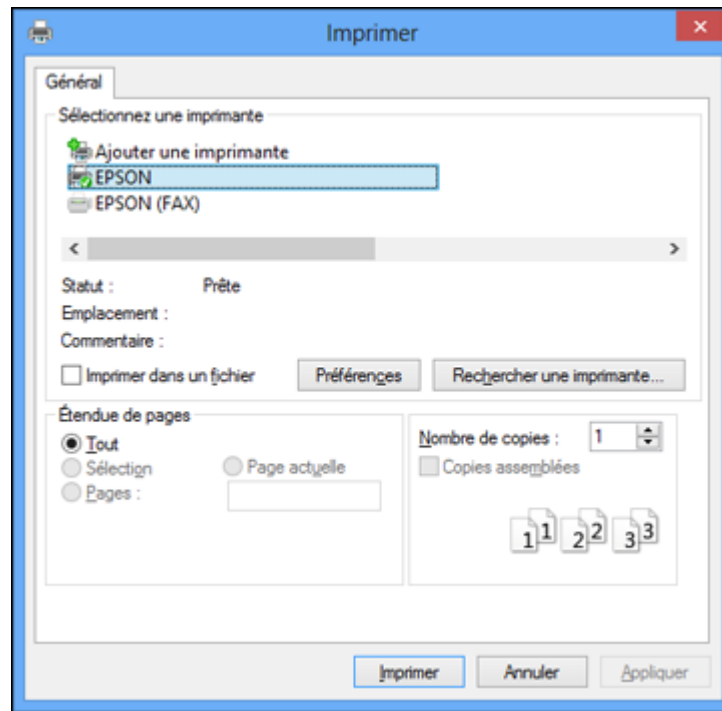 Imprimer
Général
Sélectionnez une imprimante
Ajouter une imprimante
EPSON
EPSON (FAX)
Statut : Prête
Emplacement :
Commentaire :
Imprimer dans un fichier Préférences Rechercher une imprimante...
Étendue de pages
Tout
Sélection Page actuelle
Pages :
Nombre de copies : 1
Copies assemblées
1 1 2 2 3 3
Imprimer Annuler Appliquer